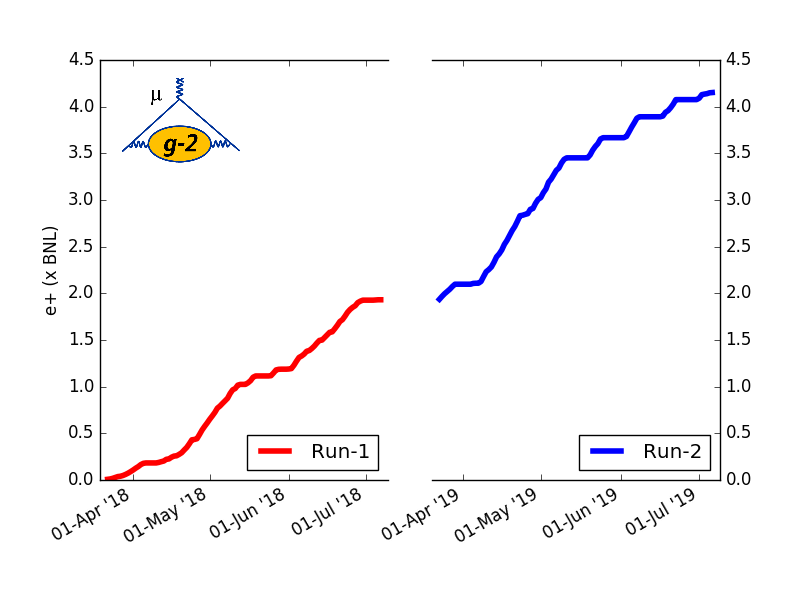 4.5
4.0
3.5
3.0
2.5
2.0
1.5
1.0
0.5
0.0
e+ (x BNL)
μ
g-2
Run-1
01-Apr '18
01-May '18
01-Jun '18
01-Jul '18
Run-2
01-Apr '19
01-May '19
01-Jun '19
01-Jul '19
4.5
4.0
3.5
3.0
2.5
2.0
1.5
1.0
0.5
0.0